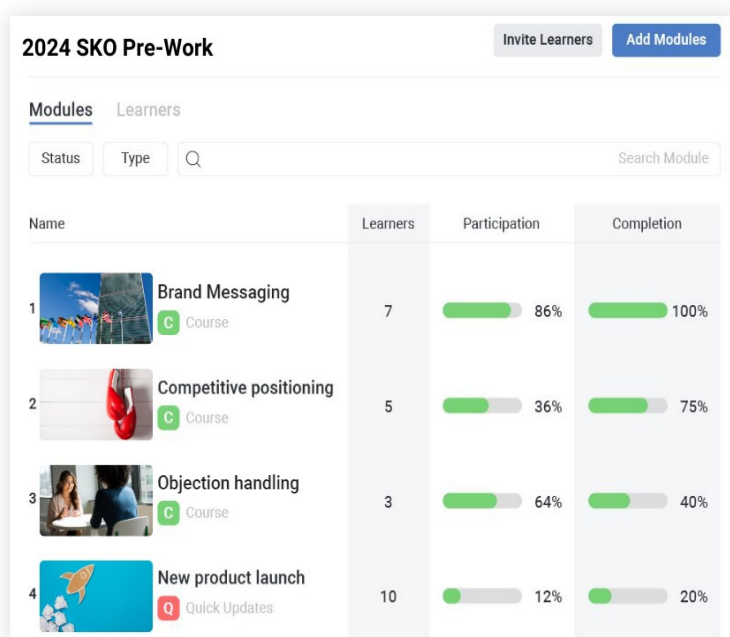 2024 SKO Pre-Work
Invite Learners
Add Modules
Modules Learners
Status Type Search Module
Name Learners Participation Completion
1 Brand Messaging 7 86% 100%
C Course
2 Competitive positioning 5 36% 75%
C Course
3 Objection handling 3 64% 40%
C Course
4 New product launch 10 12% 20%
Q Quick Updates